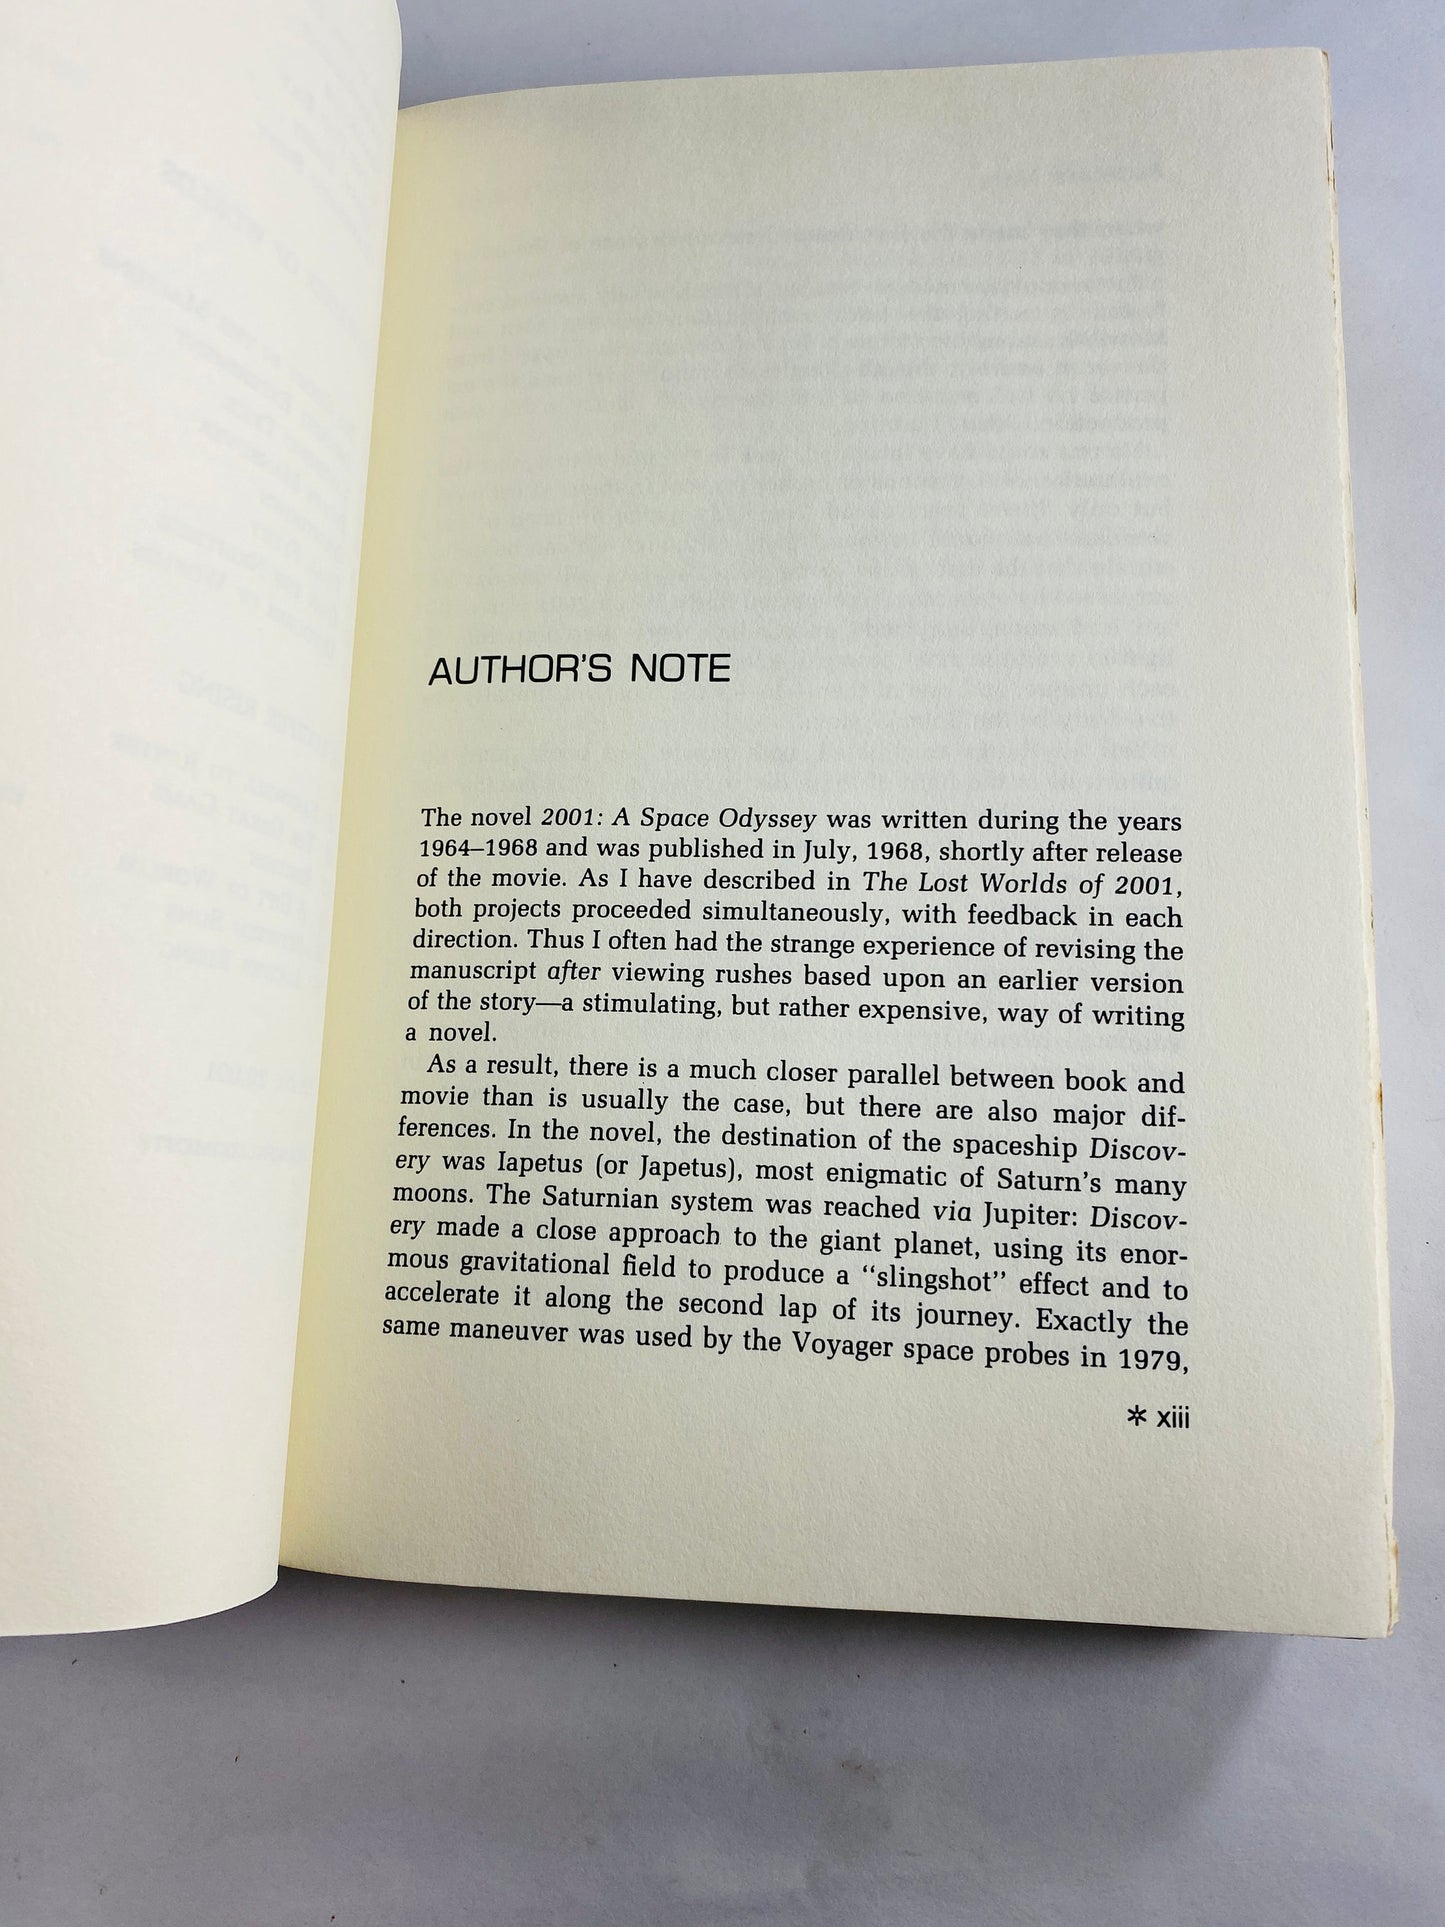 AUTHOR'S NOTE
The novel 2001: A Space Odyssey was written during the years
1964–1968 and was published in July, 1968, shortly after release
of the movie. As I have described in The Lost Worlds of 2001,
both projects proceeded simultaneously, with feedback in each
direction. Thus I often had the strange experience of revising the
manuscript after viewing rushes based upon an earlier version
of the story—a stimulating, but rather expensive, way of writing
a novel.
As a result, there is a much closer parallel between book and
movie than is usually the case, but there are also major dif-
ferences. In the novel, the destination of the spaceship Discov-
ery was Iapetus (or Japetus), most enigmatic of Saturn's many
moons. The Saturnian system was reached via Jupiter: Discov-
ery made a close approach to the giant planet, using its enor-
mous gravitational field to produce a “slingshot” effect and to
accelerate it along the second lap of its journey. Exactly the
same maneuver was used by the Voyager space probes in 1979,
* xiii